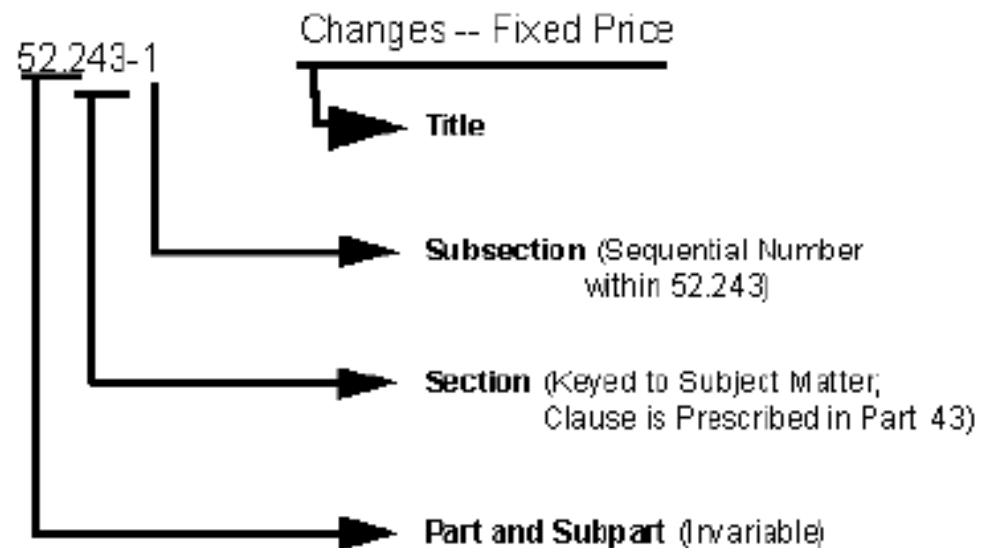 Changes -- Fixed Price
52.243-1
Title
Subsection (Sequential Number
within 52.243)
Section (Keyed to Subject Matter;
Clause is Prescribed in Part 43)
Part and Subpart (Invariable)